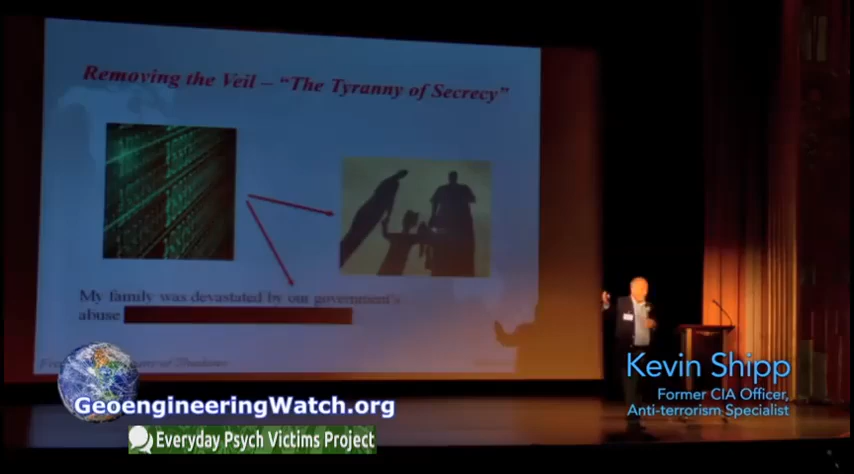 Removing the Veil – “The Tyranny of Secrecy”
My family was devastated by our government's
abuse
Kevin Shipp
Former CIA Officer,
Anti-terrorism Specialist
GeoengineeringWatch.org
Everyday Psych Victims Project